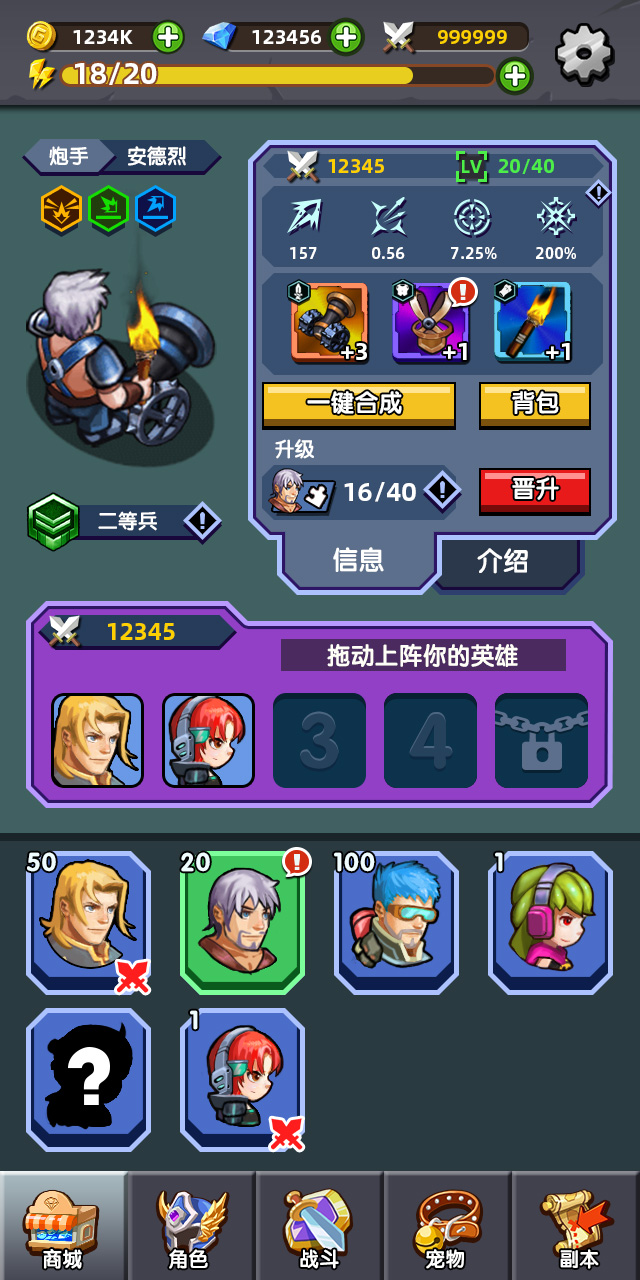 1234K 123456 999999
18/20
炮手 安德烈
12345 LV 20/40
157 0.56 7.25% 200%
+3 +1 +1
一键合成 背包
升级
16/40 晋升
二等兵
信息 介绍
12345
拖动上阵你的英雄
3 4
50 20 100 1
?
1
商城 角色 战斗 宠物 副本